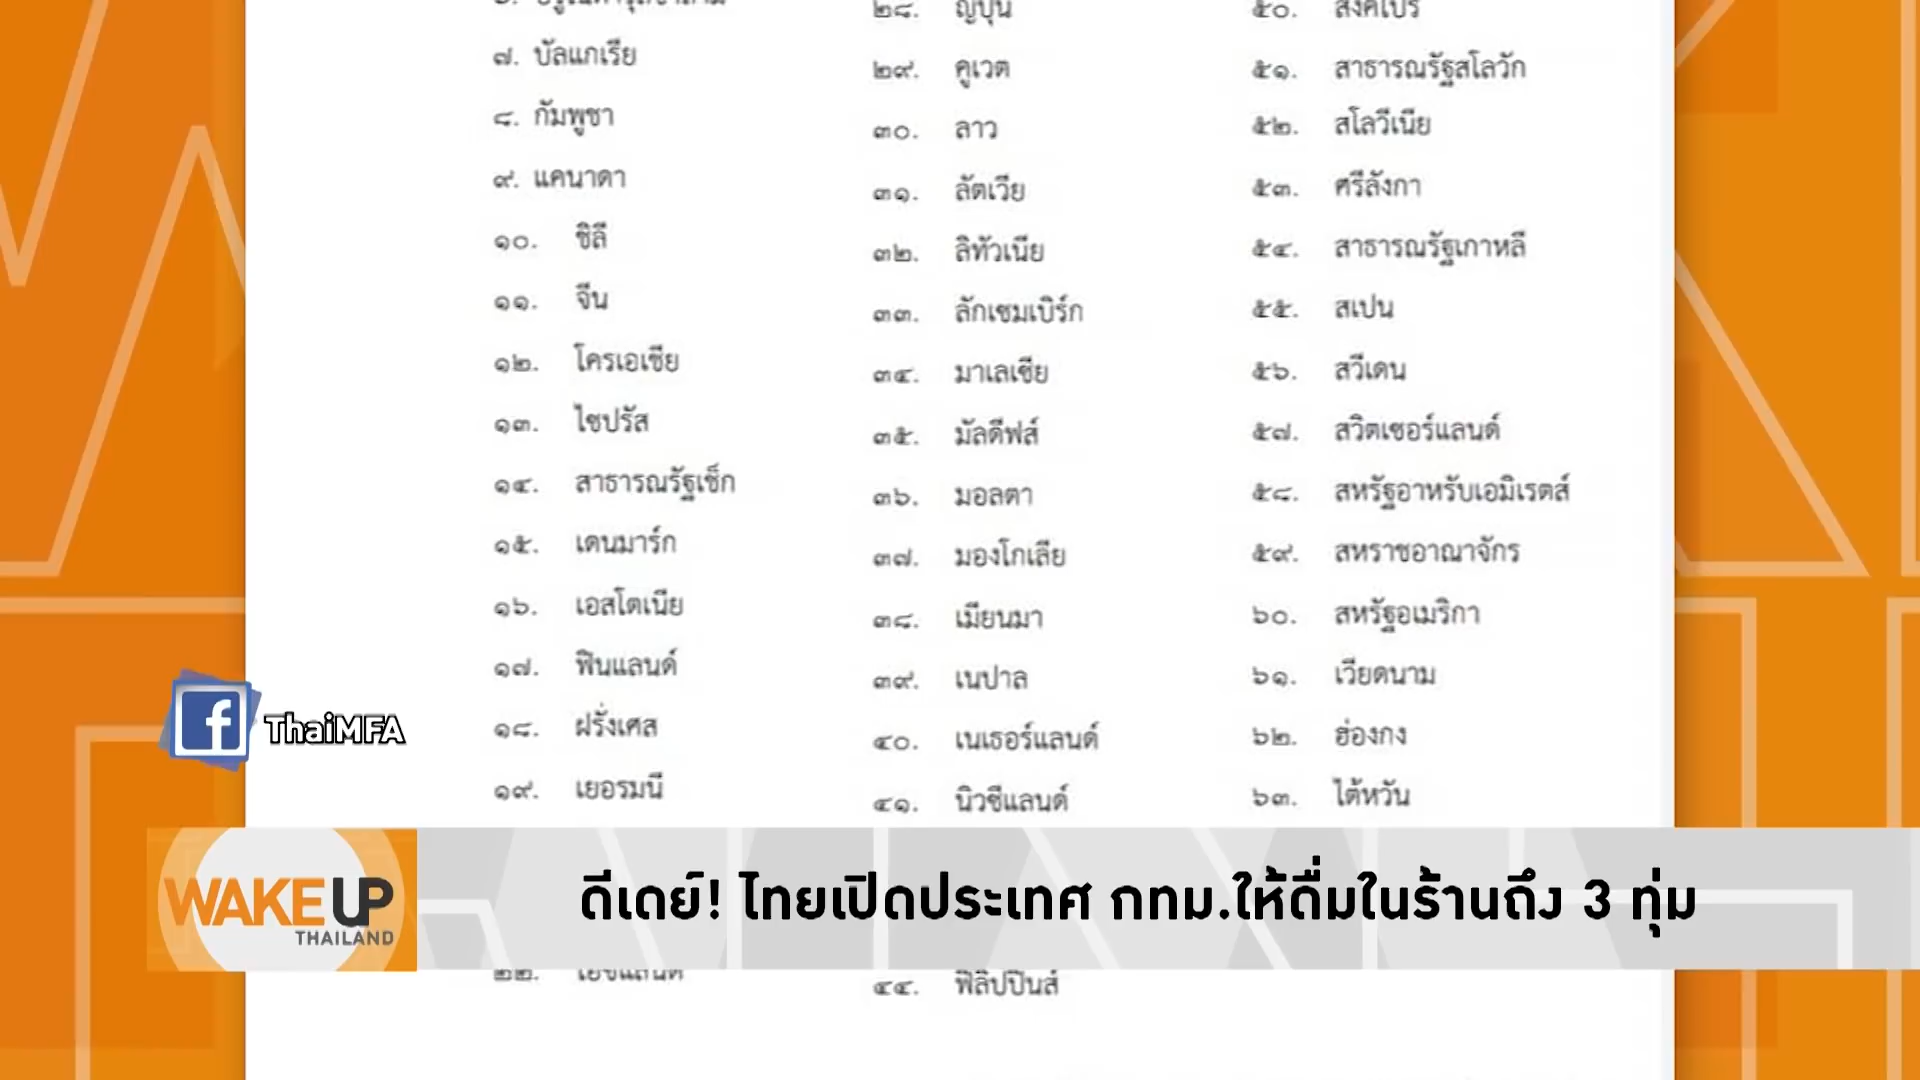 ๗. บัลแกเรีย
๘. กัมพูชา
๙. แคนาดา
๑๐. ชิลี
๑๑. จีน
๑๒. โครเอเชีย
๑๓. ไซปรัส
๑๔. สาธารณรัฐเช็ก
๑๕. เดนมาร์ก
๑๖. เอสโตเนีย
๑๗. ฟินแลนด์
๑๘. ฝรั่งเศส
๑๙. เยอรมนี
๒๒.
๒๘. ญี่ปุ่น
๒๙. คูเวต
๓๐. ลาว
๓๑. ลัตเวีย
๓๒. ลิทัวเนีย
๓๓. ลักเซมเบิร์ก
๓๔. มาเลเซีย
๓๕. มัลดีฟส์
๓๖. มอลตา
๓๗. มองโกเลีย
๓๘. เมียนมา
๓๙. เนปาล
๔๐. เนเธอร์แลนด์
๔๑. นิวซีแลนด์
๔๔. ฟิลิปปินส์
๕๐. สิงคโปร์
๕๑. สาธารณรัฐสโลวัก
๕๒. สโลวีเนีย
๕๓. ศรีลังกา
๕๔. สาธารณรัฐเกาหลี
๕๕. สเปน
๕๖. สวีเดน
๕๗. สวิตเซอร์แลนด์
๕๘. สหรัฐอาหรับเอมิเรตส์
๕๙. สหราชอาณาจักร
๖๐. สหรัฐอเมริกา
๖๑. เวียดนาม
๖๒. ฮ่องกง
๖๓. ไต้หวัน
ThaiMFA
WAKE UP
THAILAND
ดีเดย์! ไทยเปิดประเทศ กทม.ให้ดื่มในร้านถึง 3 ทุ่ม